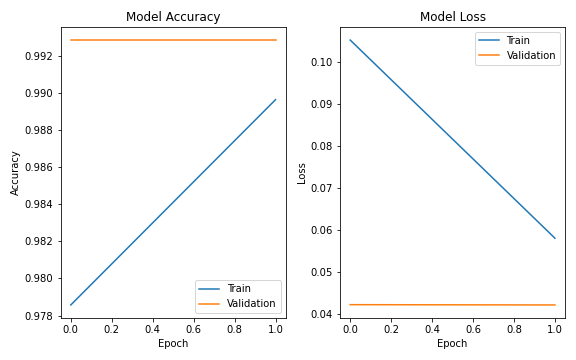 Model Accuracy
0.992
0.990
0.988
0.986
0.984
0.982
0.980
0.978
Accuracy
0.0 0.2 0.4 0.6 0.8 1.0
Epoch
Train
Validation
Model Loss
0.10
0.09
0.08
0.07
0.06
0.05
0.04
Loss
0.0 0.2 0.4 0.6 0.8 1.0
Epoch
Train
Validation